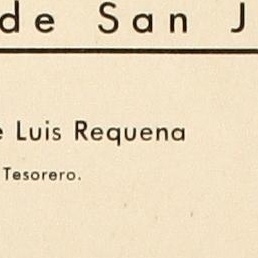 de San J
e Luis Requena
Tesorero.